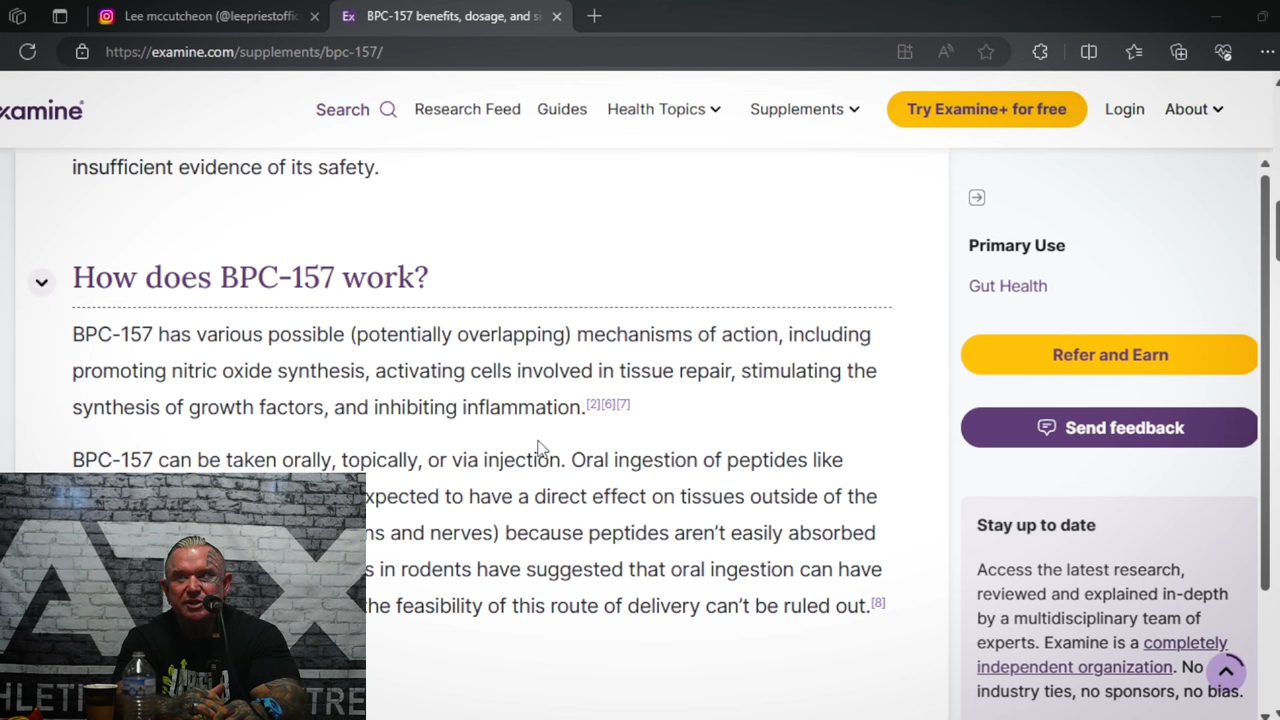 Lee mccutcheon (@leepriestoffic
Ex BPC-157 benefits, dosage, and si
https://examine.com/supplements/bpc-157/
xamine
Search
Research Feed
Guides
Health Topics
Supplements
Try Examine+ for free
Login
About
insufficient evidence of its safety.
How does BPC-157 work?
BPC-157 has various possible (potentially overlapping) mechanisms of action, including
promoting nitric oxide synthesis, activating cells involved in tissue repair, stimulating the
synthesis of growth factors, and inhibiting inflammation.[2][6][7]
BPC-157 can be taken orally, topically, or via injection. Oral ingestion of peptides like
xpected to have a direct effect on tissues outside of the
ns and nerves) because peptides aren't easily absorbed
s in rodents have suggested that oral ingestion can have
the feasibility of this route of delivery can't be ruled out.[8]
Primary Use
Gut Health
Refer and Earn
Send feedback
Stay up to date
Access the latest research,
reviewed and explained in-depth
by a multidisciplinary team of
experts. Examine is a completely
independent organization. No
industry ties, no sponsors, no bias.
ATX
HLETI
TRE